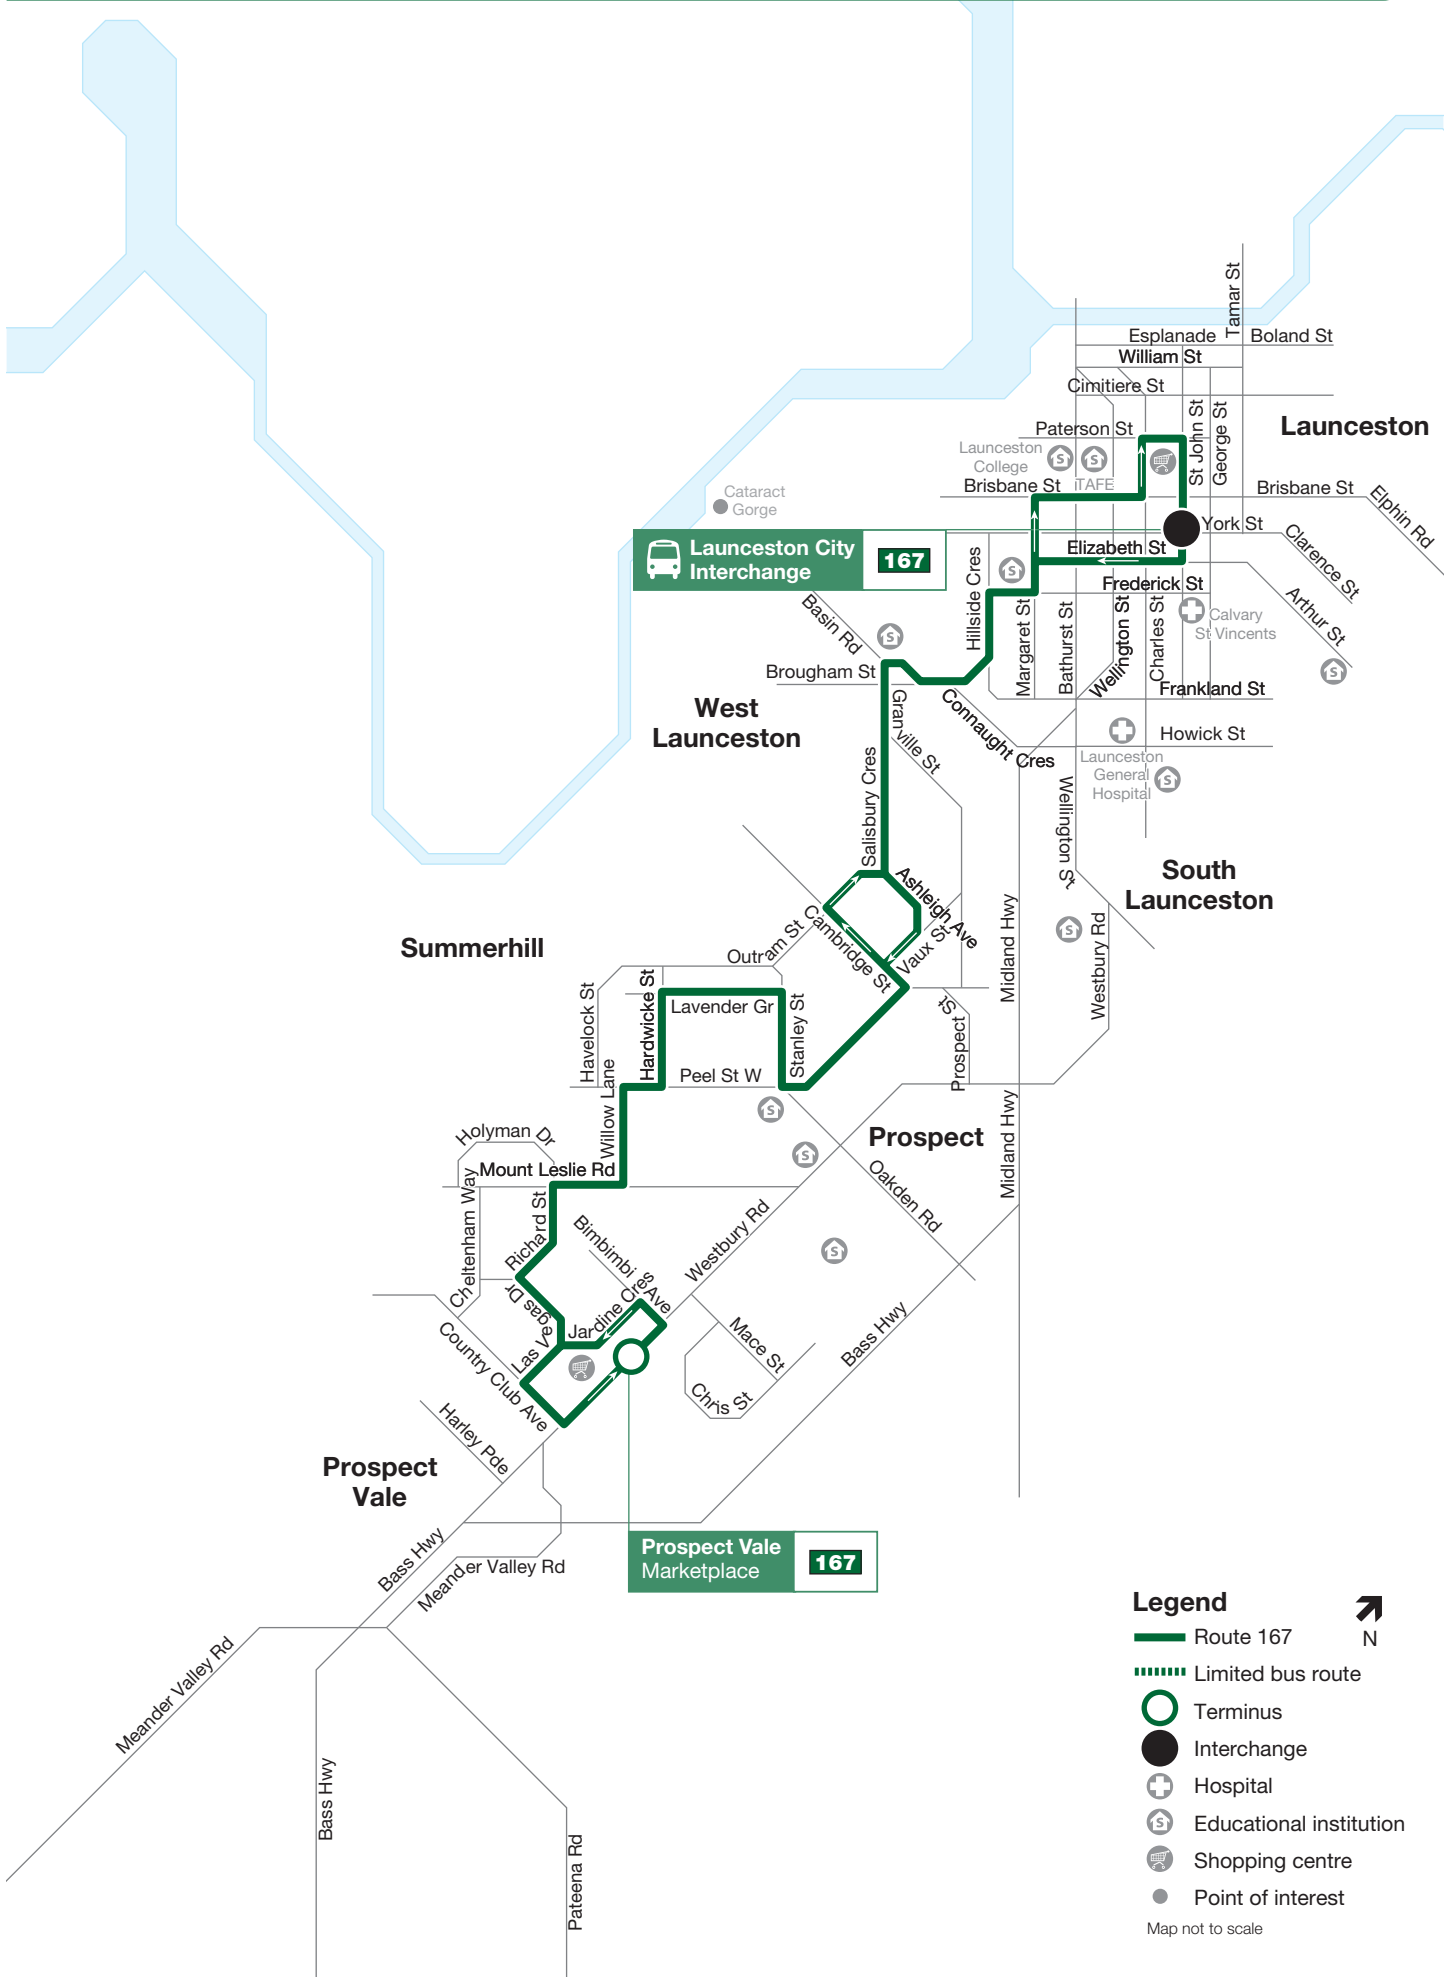 Tamar St
Esplanade
Boland St
William St
Cimitiere St
Launceston
Paterson St
St John St
George St
Launceston
College
TAFE
Brisbane St
Brisbane St
Elphin Rd
Cataract
Gorge
York St
Clarence St
Launceston City
Interchange
167
Elizabeth St
Hillside Cres
Frederick St
Arthur St
Basin Rd
Margaret St
Bathurst St
Wellington St
Charles St
Calvary
St Vincents
Brougham St
Frankland St
West
Launceston
Granville St
Connaught Cres
Howick St
Launceston
General
Hospital
Salisbury Cres
Wellington St
South
Launceston
Ashleigh Ave
Cambridge St
Vaux St
Midland Hwy
Westbury Rd
Summerhill
Outram St
Havelock St
Hardwicke St
Lavender Gr
Stanley St
Prospect St
Peel St W
Willow Lane
Midland Hwy
Prospect
Holyman Dr
Mount Leslie Rd
Oakden Rd
Cheltenham Way
Richard St
Bimbimbi Ave
Westbury Rd
Las Vegas Dr
Jardine Cres
Country Club Ave
Mace St
Bass Hwy
Chris St
Harley Pde
Prospect
Vale
Bass Hwy
Meander Valley Rd
Prospect Vale
Marketplace
167
Meander Valley Rd
Bass Hwy
Pateena Rd
Legend
N
Route 167
Limited bus route
Terminus
Interchange
Hospital
Educational institution
Shopping centre
Point of interest
Map not to scale